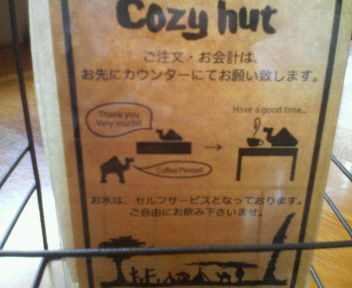 Cozy hut
ご注文・お会計は、
お先にカウンターにてお願い致します。
Thank you
Very much!!
Have a good time...
Coffee Please!!
お水は、セルフサービスとなっております。
ご自由にお飲み下さいませ。